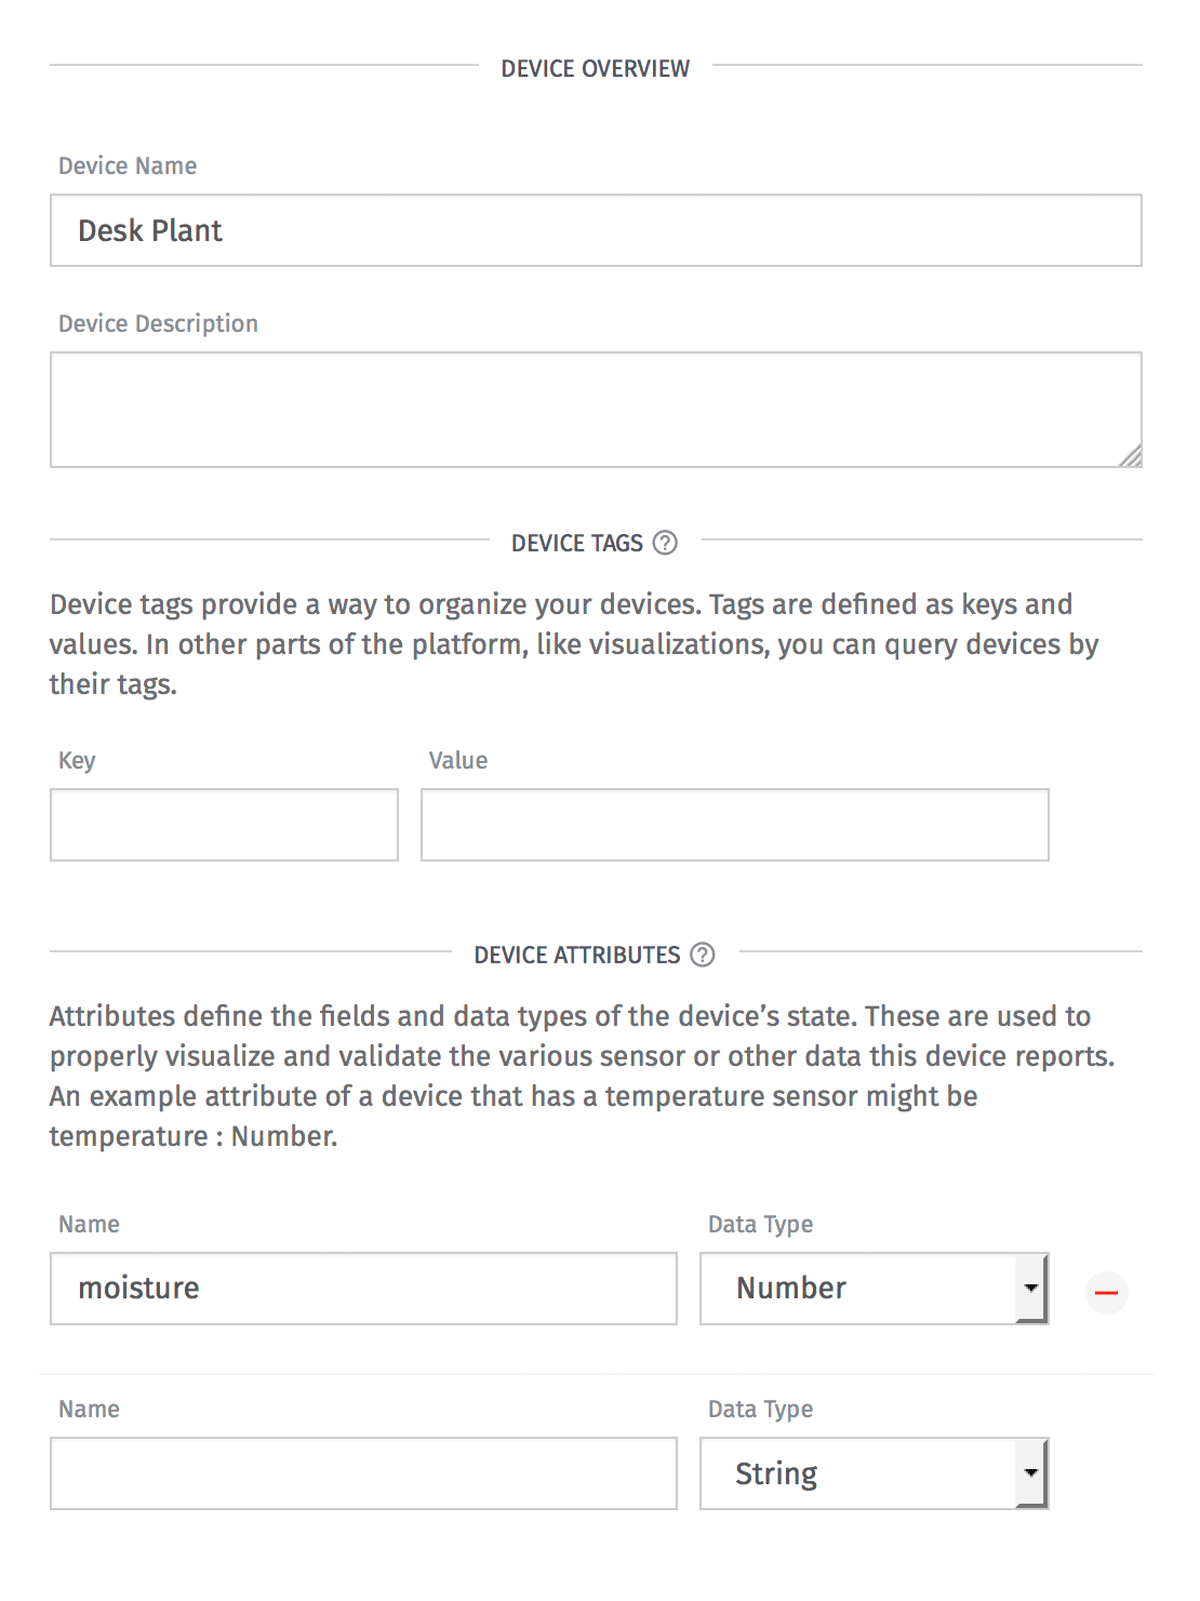 DEVICE OVERVIEW
Device Name
Desk Plant
Device Description
DEVICE TAGS ?
Device tags provide a way to organize your devices. Tags are defined as keys and
values. In other parts of the platform, like visualizations, you can query devices by
their tags.
Key Value
DEVICE ATTRIBUTES ?
Attributes define the fields and data types of the device’s state. These are used to
properly visualize and validate the various sensor or other data this device reports.
An example attribute of a device that has a temperature sensor might be
temperature : Number.
Name Data Type
moisture Number
Name Data Type
String